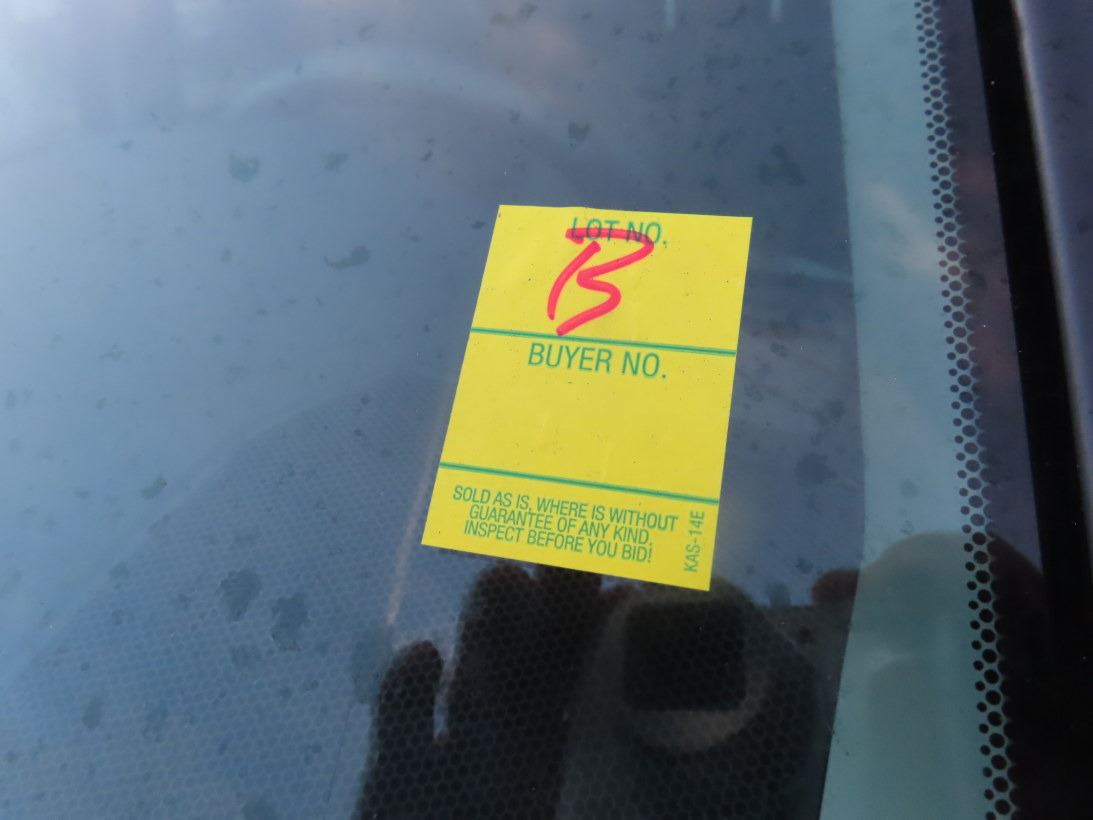 LOT NO.
B
BUYER NO.
SOLD AS IS, WHERE IS WITHOUT
GUARANTEE OF ANY KIND.
INSPECT BEFORE YOU BID!
KAS-14E